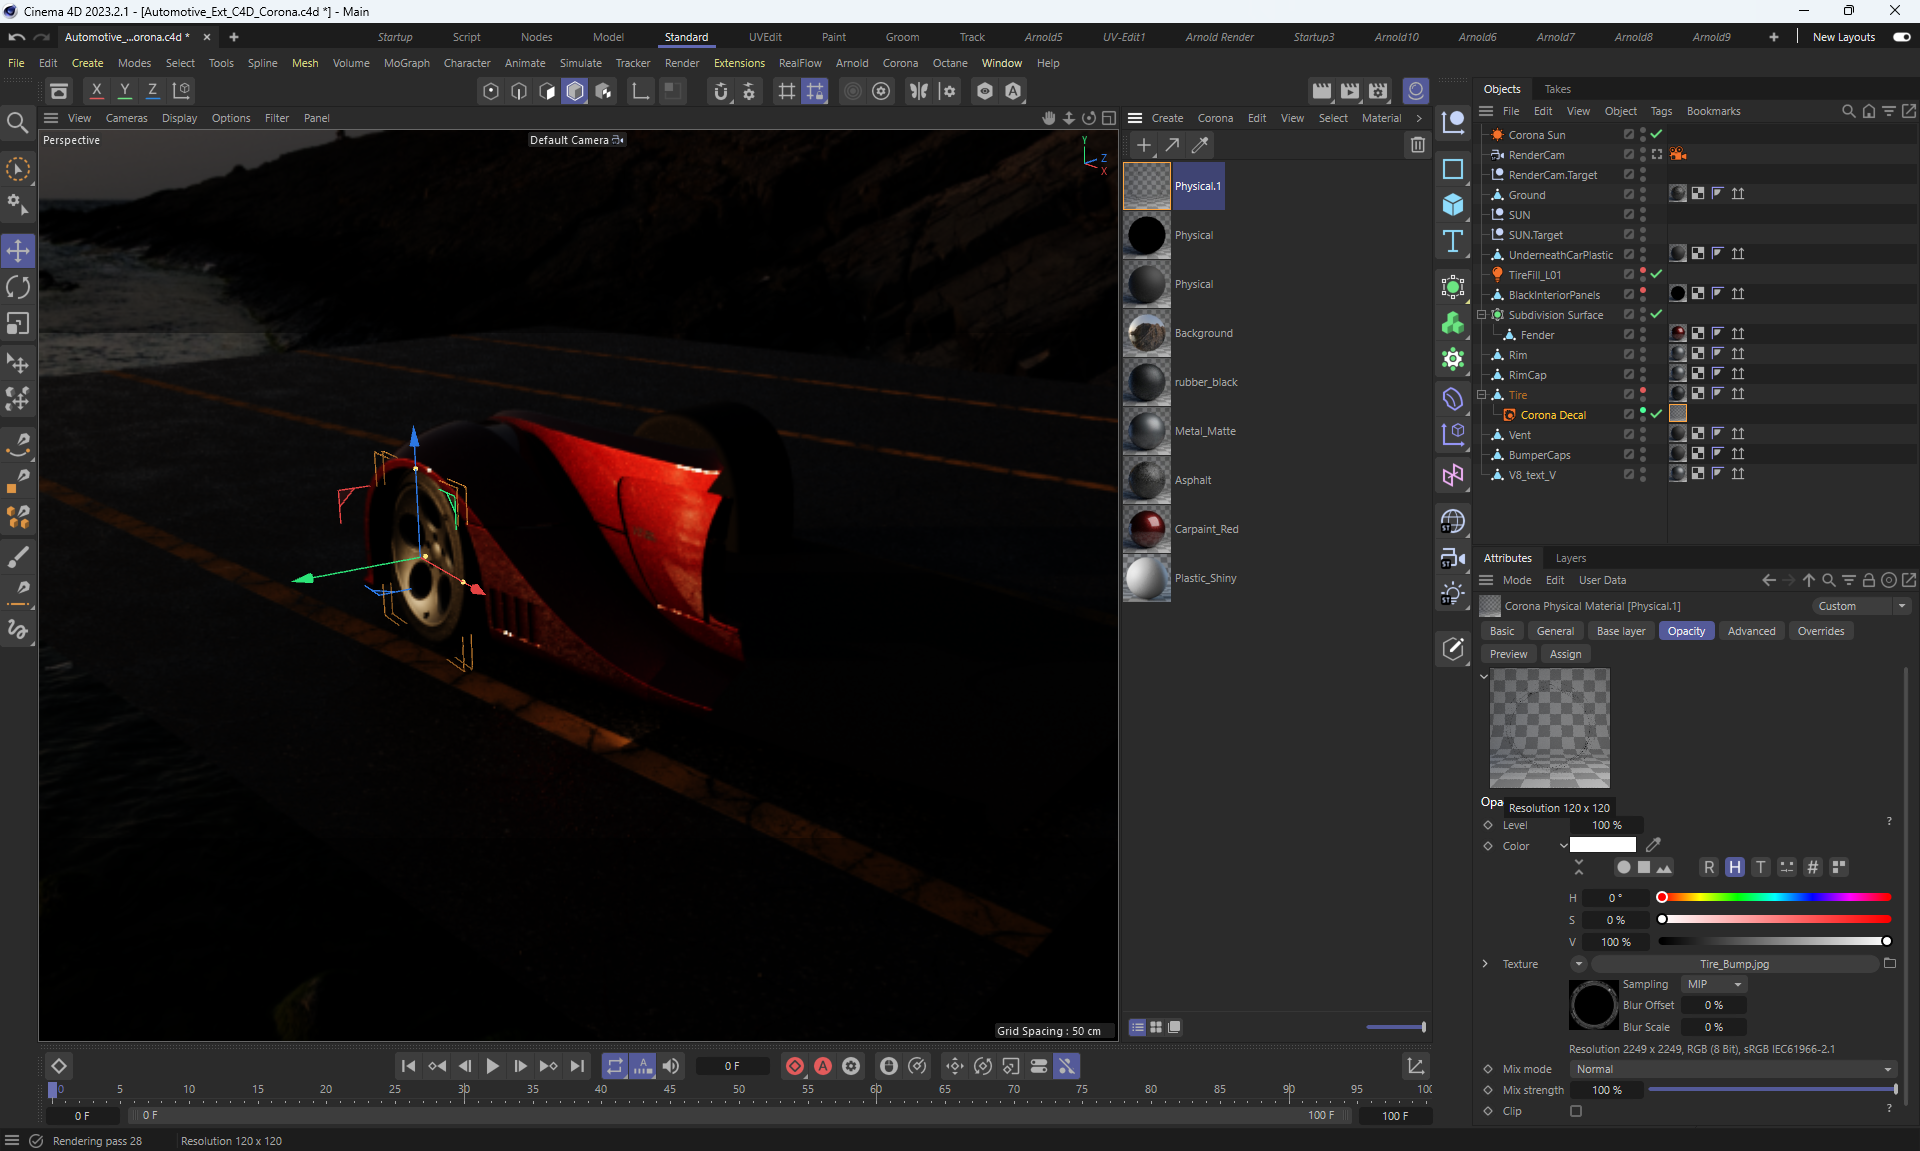 Cinema 4D 2023.2.1 - [Automotive_Ext_C4D_Corona.c4d *] - Main
Automotive_...orona.c4d *
Startup Script Nodes Model Standard UVEdit Paint Groom Track Arnold5 UV-Edit1 Arnold Render Startup3 Arnold10 Arnold6 Arnold7 Arnold8 Arnold9 New Layouts
File Edit Create Modes Select Tools Spline Mesh Volume MoGraph Character Animate Simulate Tracker Render Extensions RealFlow Arnold Corona Octane Window Help
X Y Z
View Cameras Display Options Filter Panel
Perspective
Default Camera
Y
Z
X
Grid Spacing : 50 cm
Create Corona Edit View Select Material
Physical.1
Physical
Physical
Background
rubber_black
Metal_Matte
Asphalt
Carpaint_Red
Plastic_Shiny
ST
ST
ST
Objects Takes
File Edit View Object Tags Bookmarks
Corona Sun
RenderCam
RenderCam.Target
Ground
SUN
SUN.Target
UnderneathCarPlastic
TireFill_L01
BlackInteriorPanels
Subdivision Surface
Fender
Rim
RimCap
Tire
Corona Decal
Vent
BumperCaps
V8_text_V
Attributes Layers
Mode Edit User Data
Corona Physical Material [Physical.1]
Custom
Basic General Base layer Opacity Advanced Overrides
Preview Assign
Opa
Resolution 120 x 120
Level 100 % ?
Color
R H T #
H 0 °
S 0 %
V 100 %
Texture Tire_Bump.jpg
Sampling MIP
Blur Offset 0 %
Blur Scale 0 %
Resolution 2249 x 2249, RGB (8 Bit), sRGB IEC61966-2.1
Mix mode Normal
Mix strength 100 %
Clip ?
0 F
0 5 10 15 20 25 30 35 40 45 50 55 60 65 70 75 80 85 90 95 100
0 F 0 F 100 F 100 F
Rendering pass 28 Resolution 120 x 120